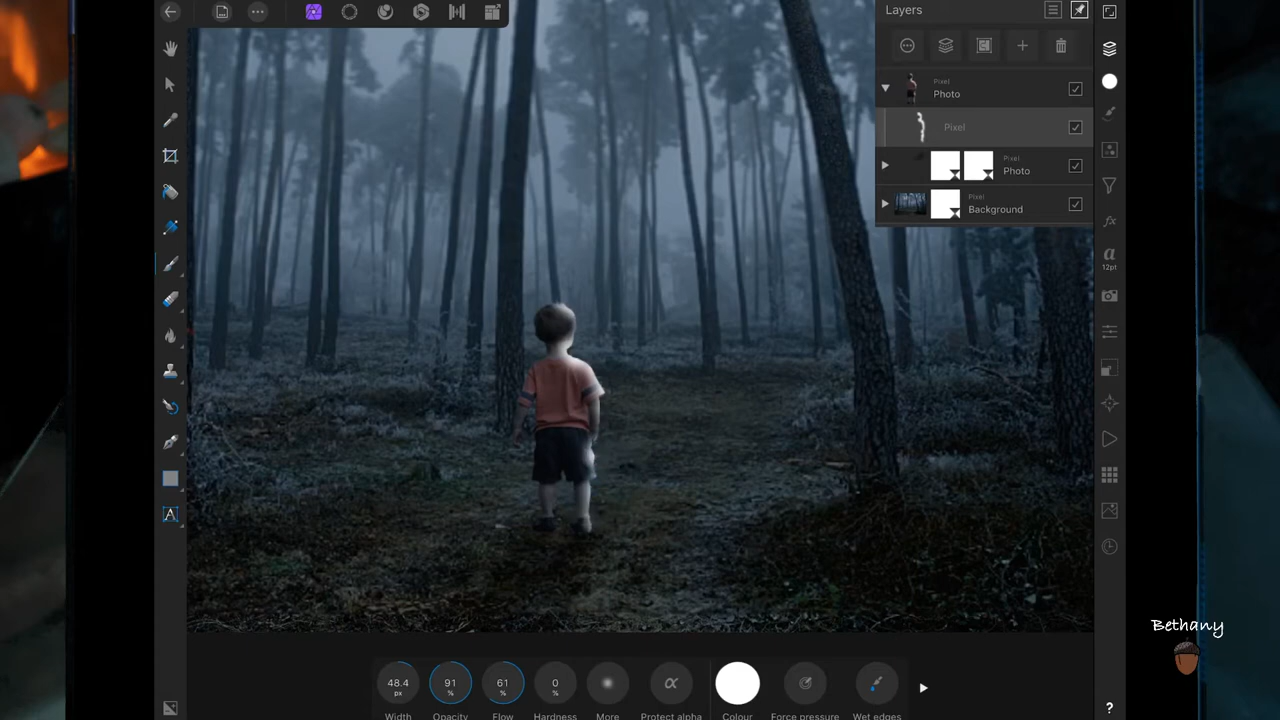 Layers
Pixel
Photo
Pixel
Pixel
Photo
Pixel
Background
a
12pt
fx
A
48.4
px
91
%
61
%
0
%
α
Width
Opacity
Flow
Hardness
More
Protect alpha
Colour
Force pressure
Wet edges
?
Bethany